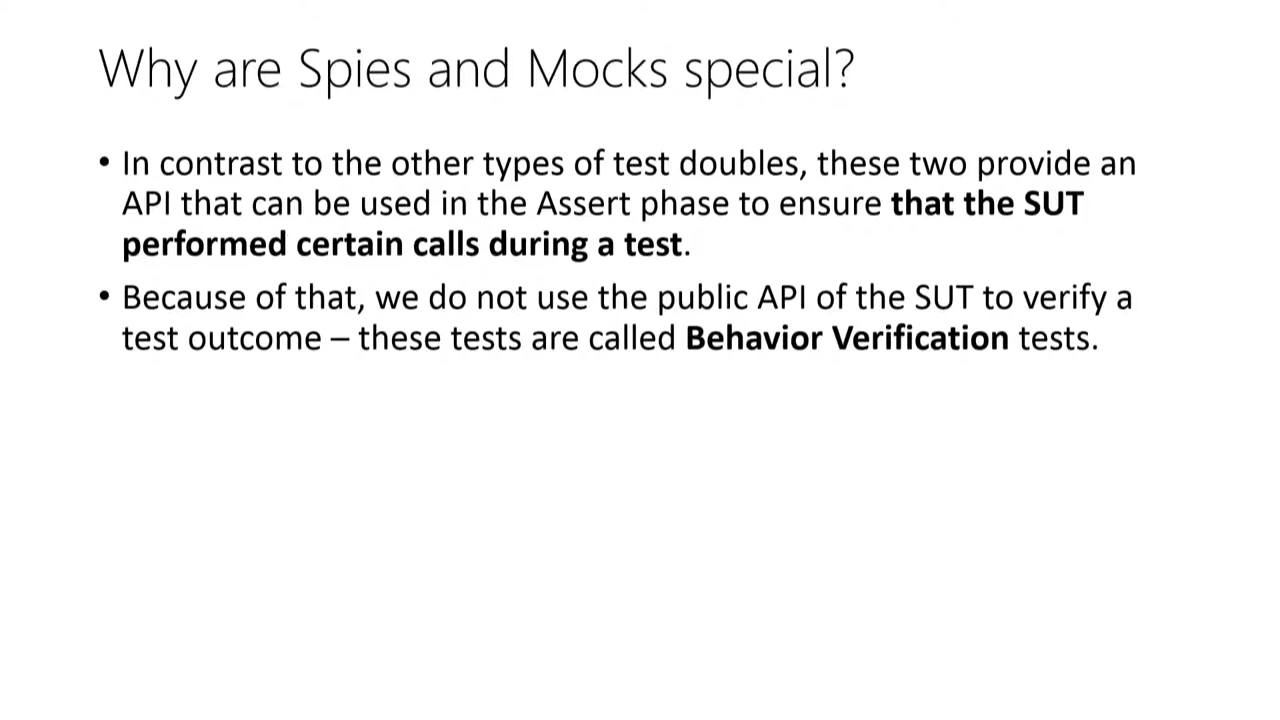 Why are Spies and Mocks special?
• In contrast to the other types of test doubles, these two provide an
API that can be used in the Assert phase to ensure that the SUT
performed certain calls during a test.
• Because of that, we do not use the public API of the SUT to verify a
test outcome – these tests are called Behavior Verification tests.